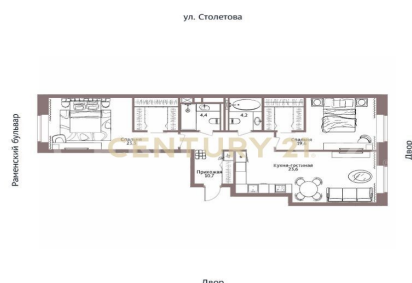 ул. Столетова
Раменский бульвар
4,4
4,2
Спальня
CENTURY 21
Прихожая
10,7
Кухня-гостиная
23,6
Двор
Двор